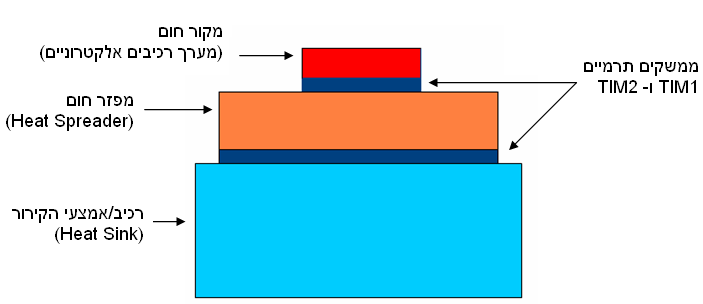 מקור חום
(מערך רכיבים אלקטרוניים)
ממשקים תרמיים
TIM1 ו- TIM2
מפזר חום
(Heat Spreader)
רכיב/אמצעי הקירור
(Heat Sink)